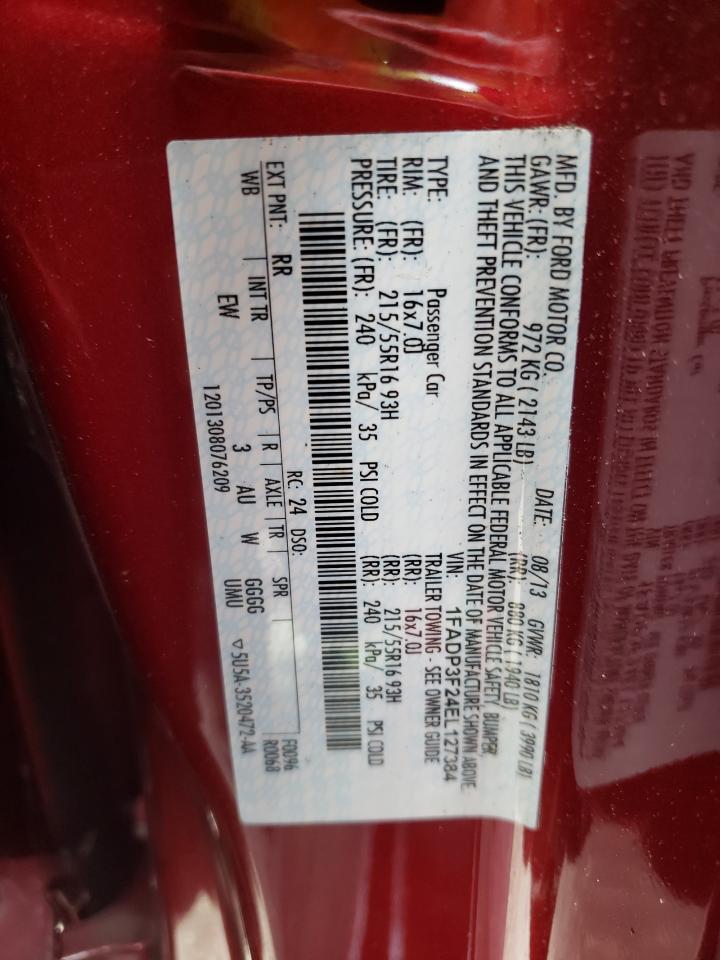 MFD. BY FORD MOTOR CO.
DATE: 08/13 GVWR: 1810 KG ( 3990 LB)
GAWR: (FR): 972 KG ( 2143 LB) (RR): 880 KG ( 1940 LB)
THIS VEHICLE CONFORMS TO ALL APPLICABLE FEDERAL MOTOR VEHICLE SAFETY, BUMPER,
AND THEFT PREVENTION STANDARDS IN EFFECT ON THE DATE OF MANUFACTURE SHOWN ABOVE.
VIN: 1FADP3F24EL127384
TYPE: Passenger Car TRAILER TOWING - SEE OWNER GUIDE
RIM: (FR): 16x7.0J (RR): 16x7.0J
TIRE: (FR): 215/55R16 93H (RR): 215/55R16 93H
PRESSURE: (FR): 240 kPa/ 35 PSI COLD (RR): 240 kPa/ 35 PSI COLD
RC: 24 DSO: F0096
EXT PNT: RR R0068
WB INT TR TP/PS R AXLE TR SPR
EW 3 AU W GGGG
UMU
1201308076209 ▽5U5A-3520472-AA